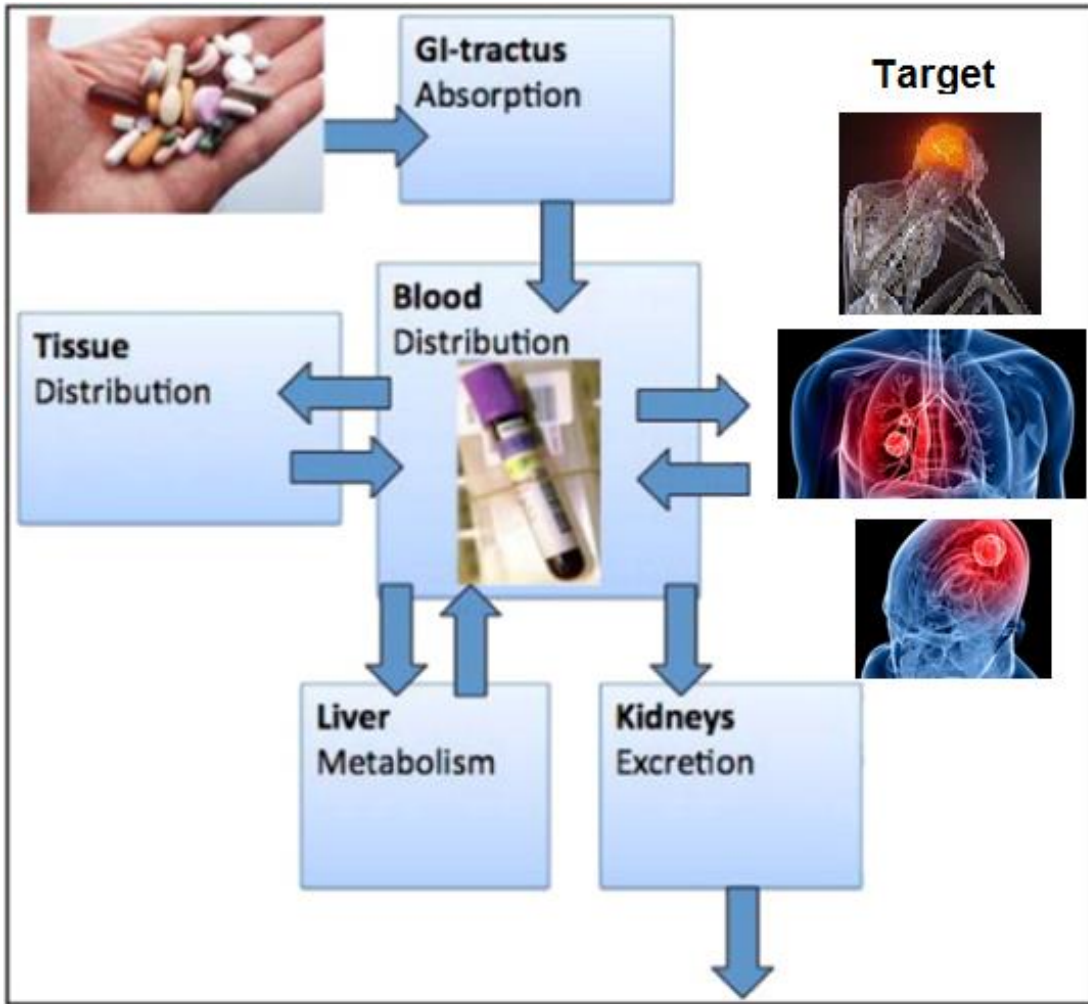 GI-tractus
Absorption
Target
Blood
Distribution
Tissue
Distribution
Liver
Metabolism
Kidneys
Excretion